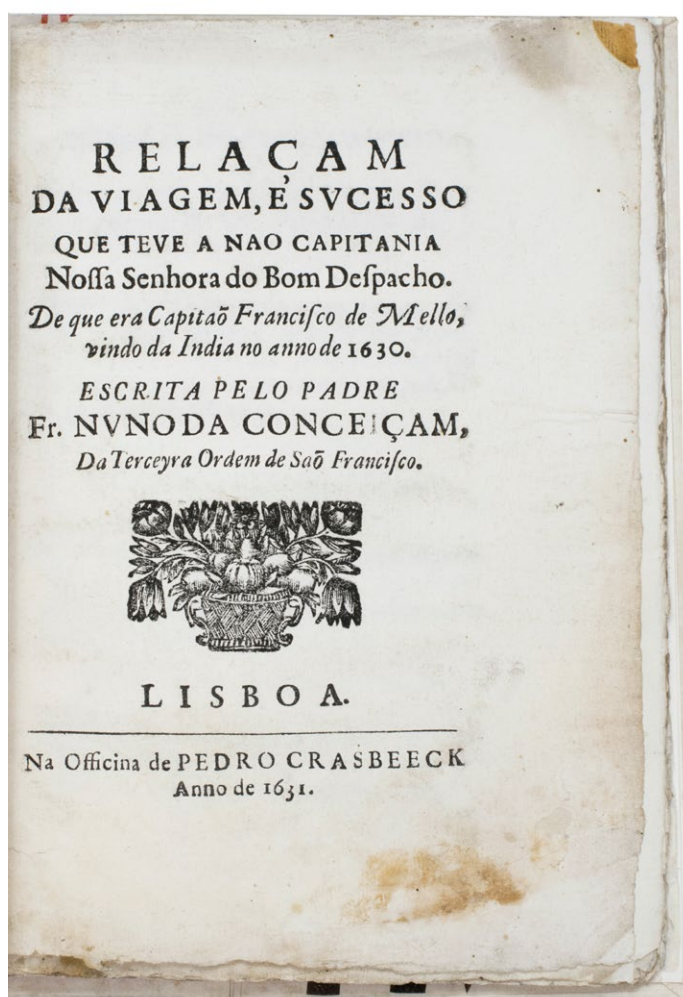 RELAÇAM
DA VIAGEM, E SVCESSO
QUE TEVE A NAO CAPITANIA
Noſſa Senhora do Bom Deſpacho.
De que era Capitaõ Franciſco de Mello,
vindo da India no anno de 1630.
ESCRITA PELO PADRE
Fr. NVNO DA CONCEIÇAM,
Da Terceyra Ordem de Saõ Franciſco.
LISBOA.
Na Officina de PEDRO CRASBEECK
Anno de 1631.